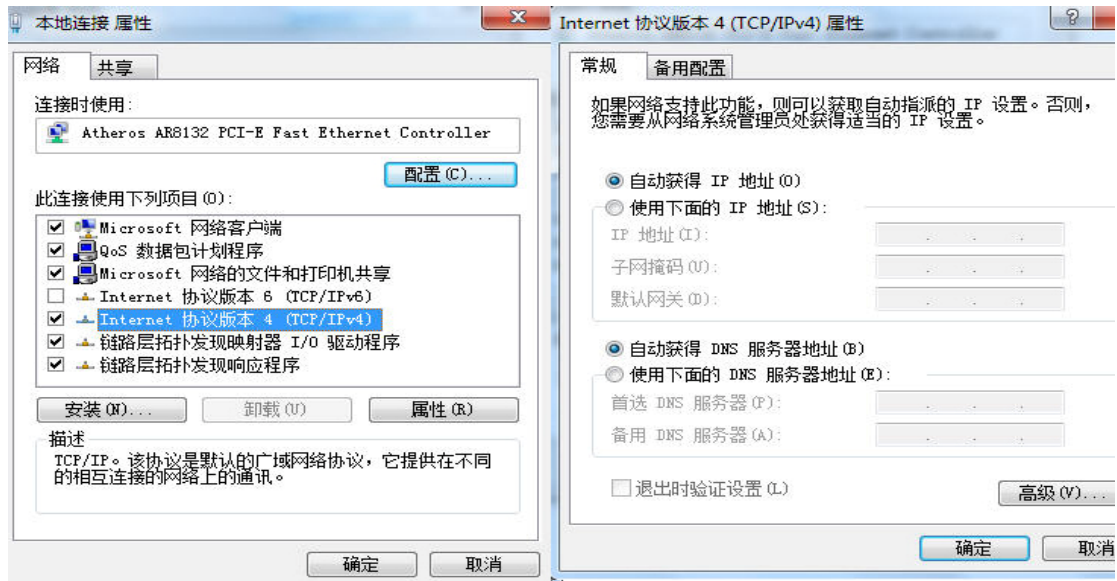 本地连接 属性
网络
共享
连接时使用:
Atheros AR8132 PCI-E Fast Ethernet Controller
配置(C)...
此连接使用下列项目(O):
Microsoft 网络客户端
QoS 数据包计划程序
Microsoft 网络的文件和打印机共享
Internet 协议版本 6 (TCP/IPv6)
Internet 协议版本 4 (TCP/IPv4)
链路层拓扑发现映射器 I/O 驱动程序
链路层拓扑发现响应程序
安装(N)...
卸载(U)
属性(R)
描述
TCP/IP。该协议是默认的广域网络协议，它提供在不同
的相互连接的网络上的通讯。
确定
取消
Internet 协议版本 4 (TCP/IPv4) 属性
常规
备用配置
如果网络支持此功能，则可以获取自动指派的 IP 设置。否则，
您需要从网络系统管理员处获得适当的 IP 设置。
自动获得 IP 地址(O)
使用下面的 IP 地址(S):
IP 地址(I):
子网掩码(U):
默认网关(D):
自动获得 DNS 服务器地址(B)
使用下面的 DNS 服务器地址(E):
首选 DNS 服务器(P):
备用 DNS 服务器(A):
退出时验证设置(L)
高级(V)...
确定
取消